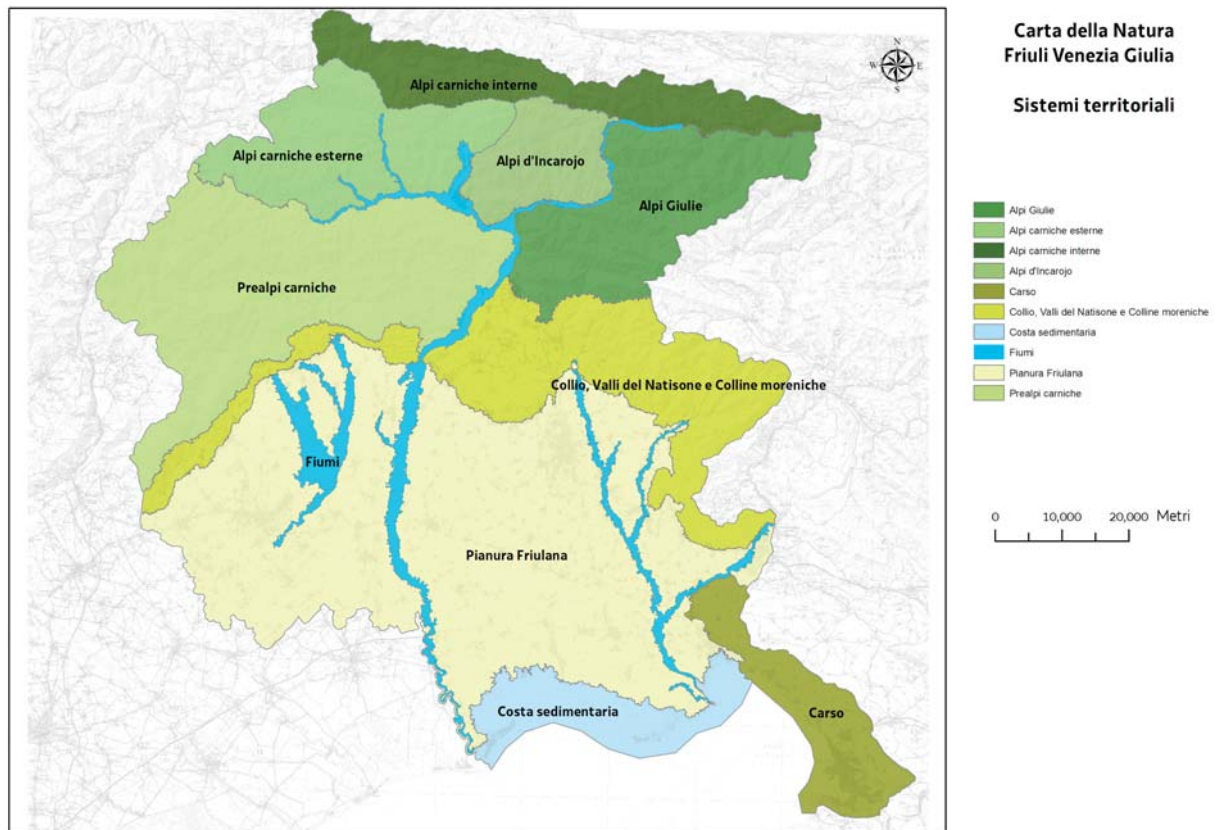 Carta della Natura
Friuli Venezia Giulia
Sistemi territoriali
N
W E
S
Alpi carniche interne
Alpi carniche esterne
Alpi d'Incarojo
Alpi Giulie
Prealpi carniche
Collio, Valli del Natisone e Colline moreniche
Fiumi
Pianura Friulana
Costa sedimentaria
Carso
Alpi Giulie
Alpi carniche esterne
Alpi carniche interne
Alpi d'Incarojo
Carso
Collio, Valli del Natisone e Colline moreniche
Costa sedimentaria
Fiumi
Pianura Friulana
Prealpi carniche
0 10,000 20,000 Metri